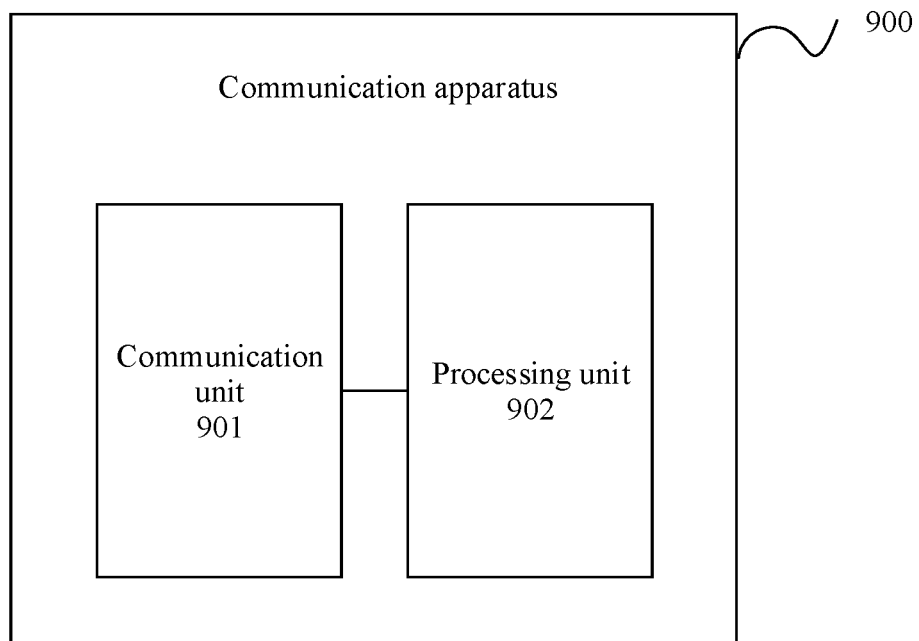 900
Communication apparatus
Communication
unit
901
Processing unit
902